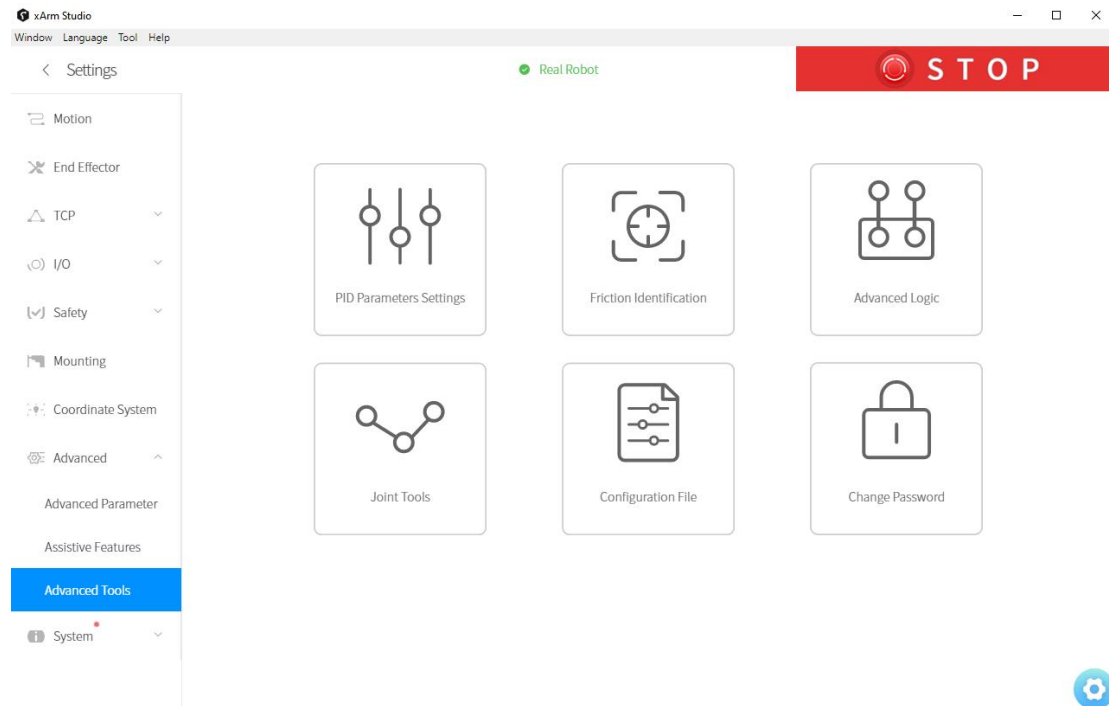 xArm Studio
Window Language Tool Help
Settings
Real Robot
STOP
Motion
End Effector
TCP
I/O
Safety
Mounting
Coordinate System
Advanced
Advanced Parameter
Assistive Features
Advanced Tools
System
PID Parameters Settings
Friction Identification
Advanced Logic
Joint Tools
Configuration File
Change Password